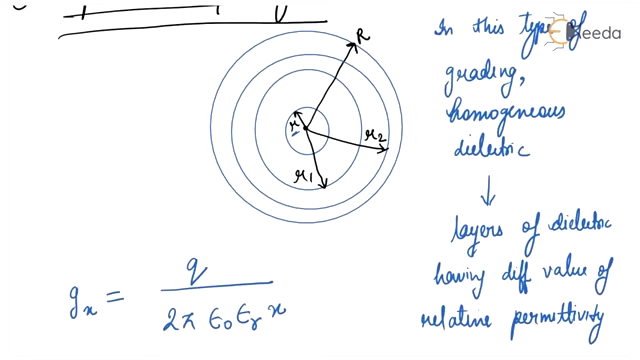 R
In this type of
grading,
homogeneous
dielectric
r
r2
r1
layers of dielectric
having diff value of
relative permittivity
gx = q
2π ϵ0 ϵr x